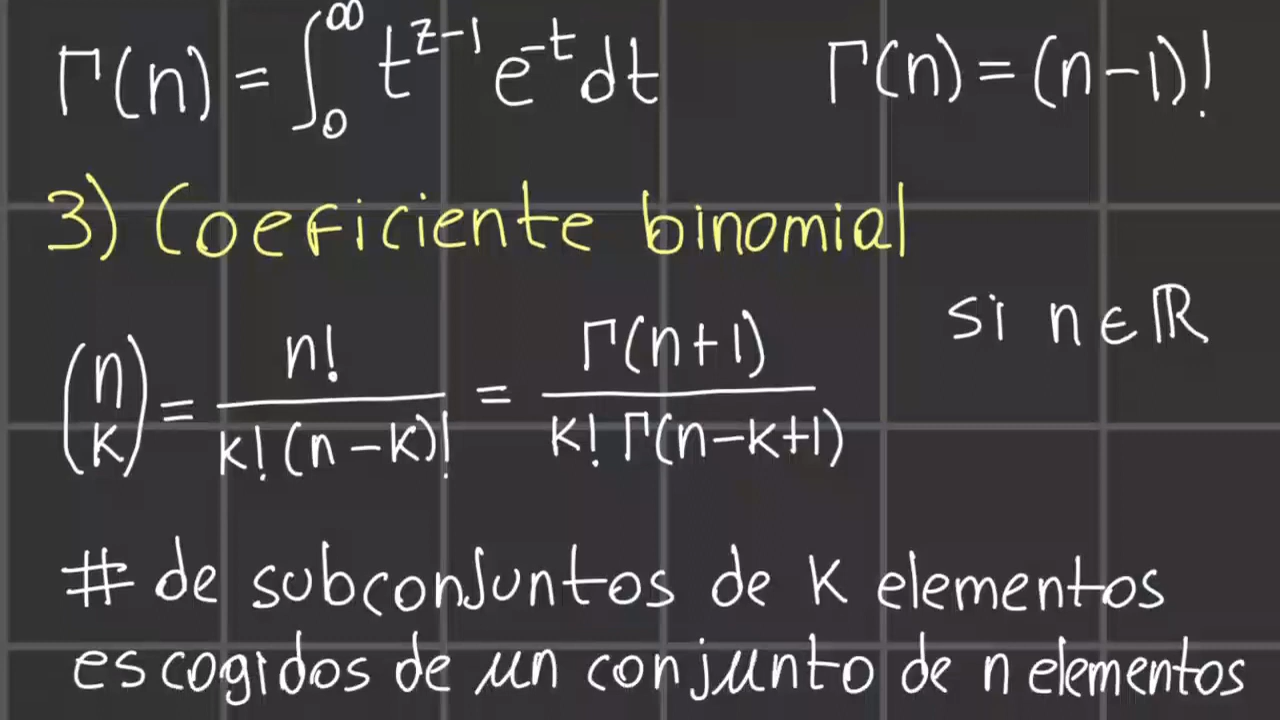 Γ(n) = ∫₀^∞ t^{z-1} e^{-t} dt    Γ(n) = (n-1)!
3) Coeficiente binomial
si n ∈ ℝ
(n k) = n! / k! (n-k)! = Γ(n+1) / k! Γ(n-k+1)
# de subconjuntos de k elementos
escogidos de un conjunto de n elementos